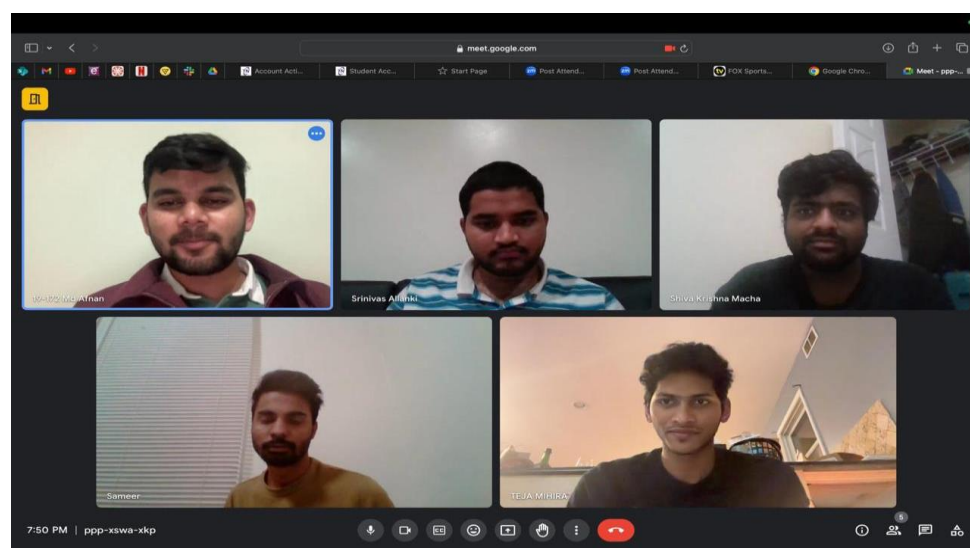 meet.google.com
Account Acti...
Student Acc...
Start Page
Post Attend...
Post Attend...
FOX Sports...
Google Chro...
Meet – ppp-...
Md Afnan
Srinivas Allanki
Shiva Krishna Macha
Sameer
TEJA MIHIRA
7:50 PM | ppp-xswa-xkp
CC
5